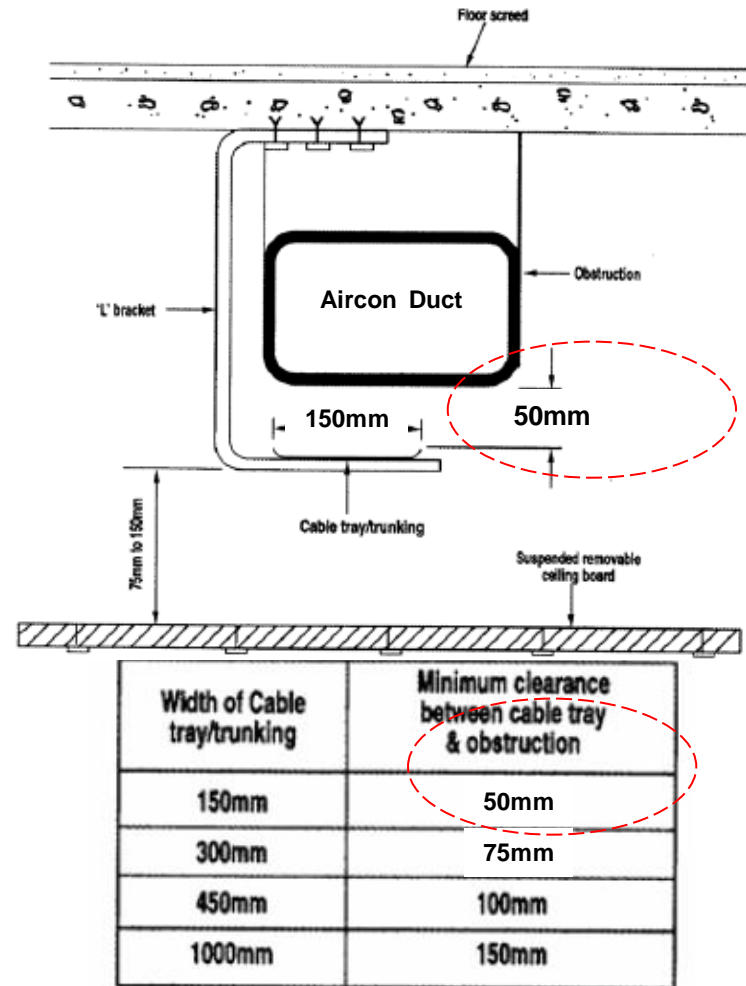 Floor screed
Aircon Duct
Obstruction
"L" bracket
150mm
50mm
Cable tray/trunking
75mm to 150mm
Suspended removable
ceiling board
Width of Cable
tray/trunking
Minimum clearance
between cable tray
& obstruction
150mm
50mm
300mm
75mm
450mm
100mm
1000mm
150mm